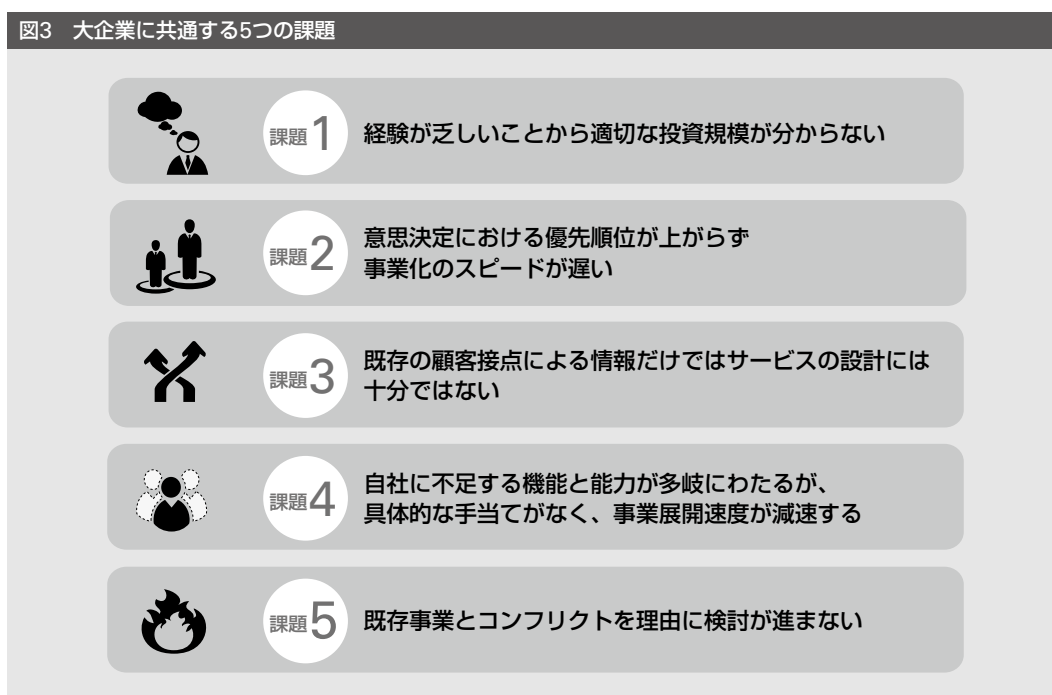 図3　大企業に共通する5つの課題
課題1 経験が乏しいことから適切な投資規模が分からない
課題2 意思決定における優先順位が上がらず
事業化のスピードが遅い
課題3 既存の顧客接点による情報だけではサービスの設計には
十分ではない
課題4 自社に不足する機能と能力が多岐にわたるが、
具体的な手当てがなく、事業展開速度が減速する
課題5 既存事業とコンフリクトを理由に検討が進まない